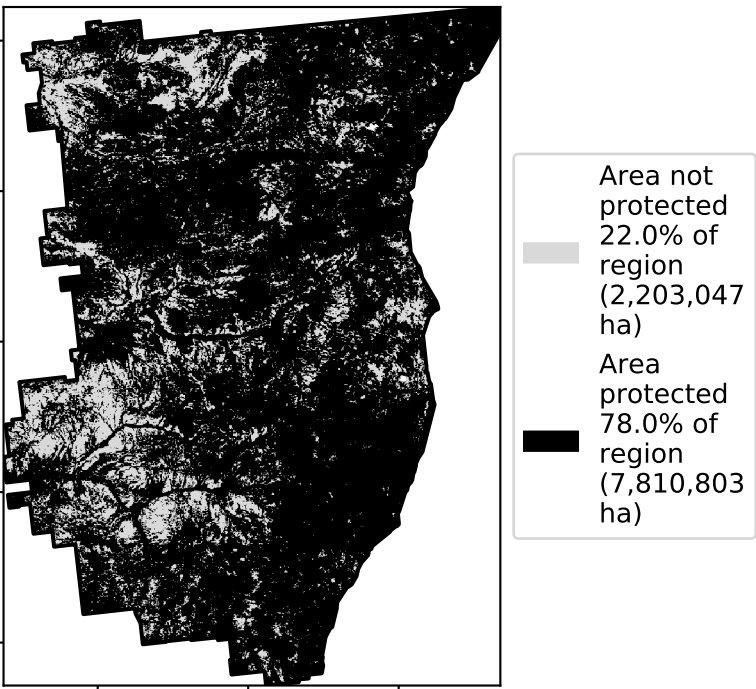 Area not
protected
22.0% of
region
(2,203,047
ha)
Area
protected
78.0% of
region
(7,810,803
ha)